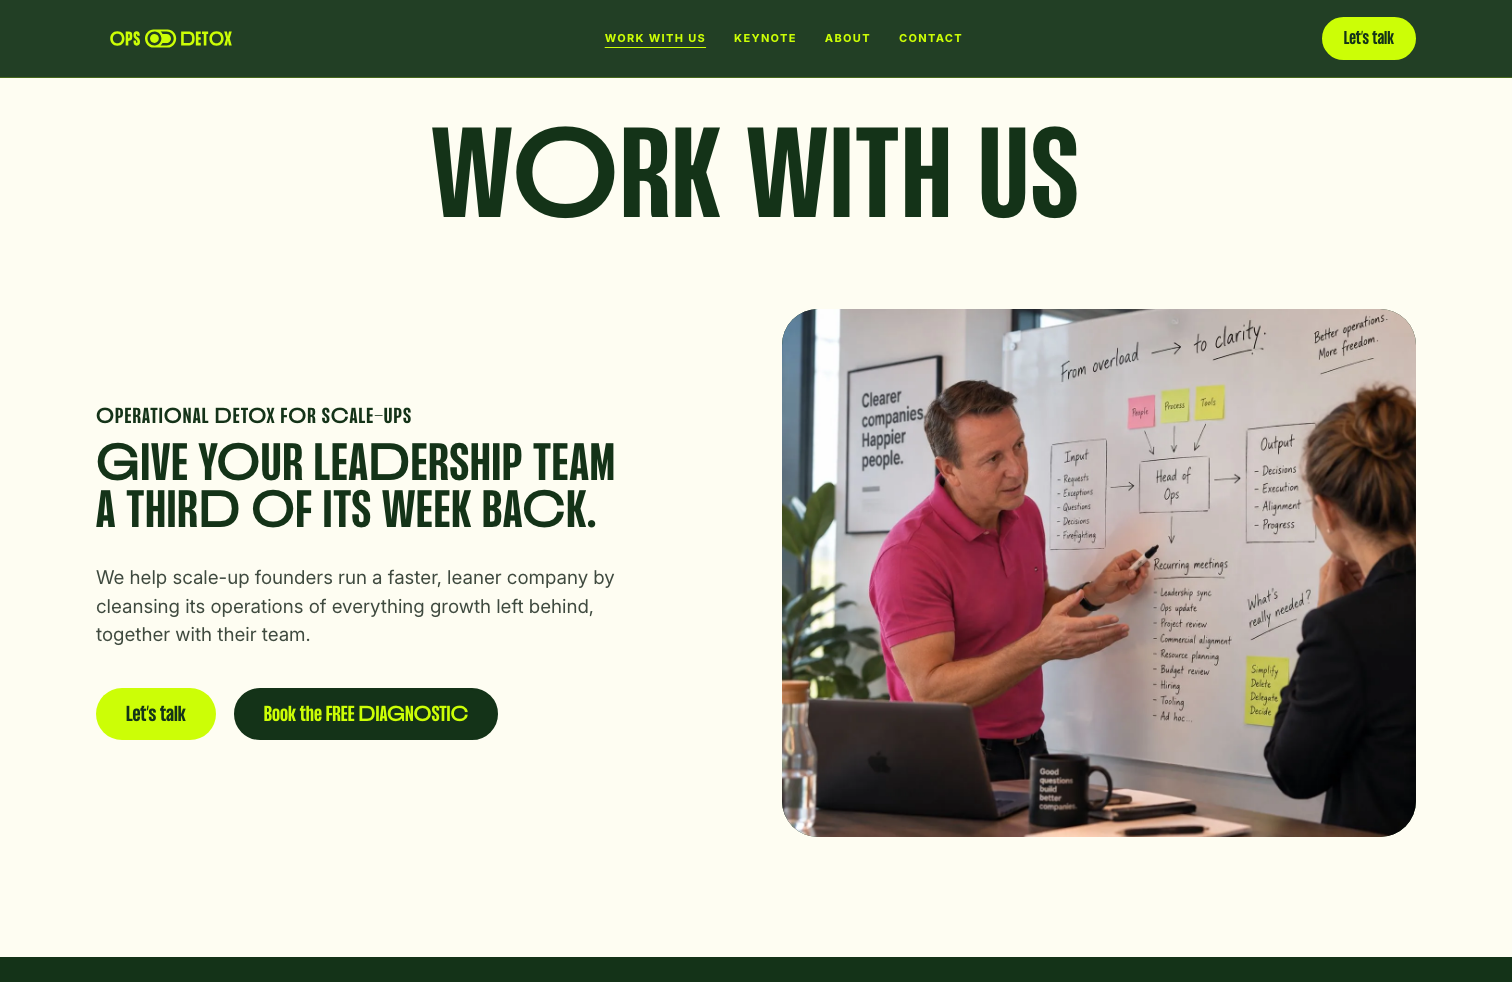 OPS DETOX
WORK WITH US
KEYNOTE
ABOUT
CONTACT
Let's talk
WORK WITH US
OPERATIONAL DETOX FOR SCALE-UPS
GIVE YOUR LEADERSHIP TEAM
A THIRD OF ITS WEEK BACK.
We help scale-up founders run a faster, leaner company by
cleansing its operations of everything growth left behind,
together with their team.
Let's talk
Book the FREE DIAGNOSTIC
From overload → to clarity.
Better operations.
More freedom.
Clearer
companies.
Happier
people.
People
Process
Tools
Input
- Requests
- Exceptions
- Questions
- Decisions
- Firefighting
Head of
Ops
Output
- Decisions
- Execution
- Alignment
- Progress
Recurring meetings
- Leadership sync
- Ops update
- Project review
- Commercial alignment
- Resource planning
- Budget review
- Hiring
- Tooling
- Ad hoc...
What's
really needed?
Simplify
Delete
Delegate
Decide
Good
questions
build
better
companies.